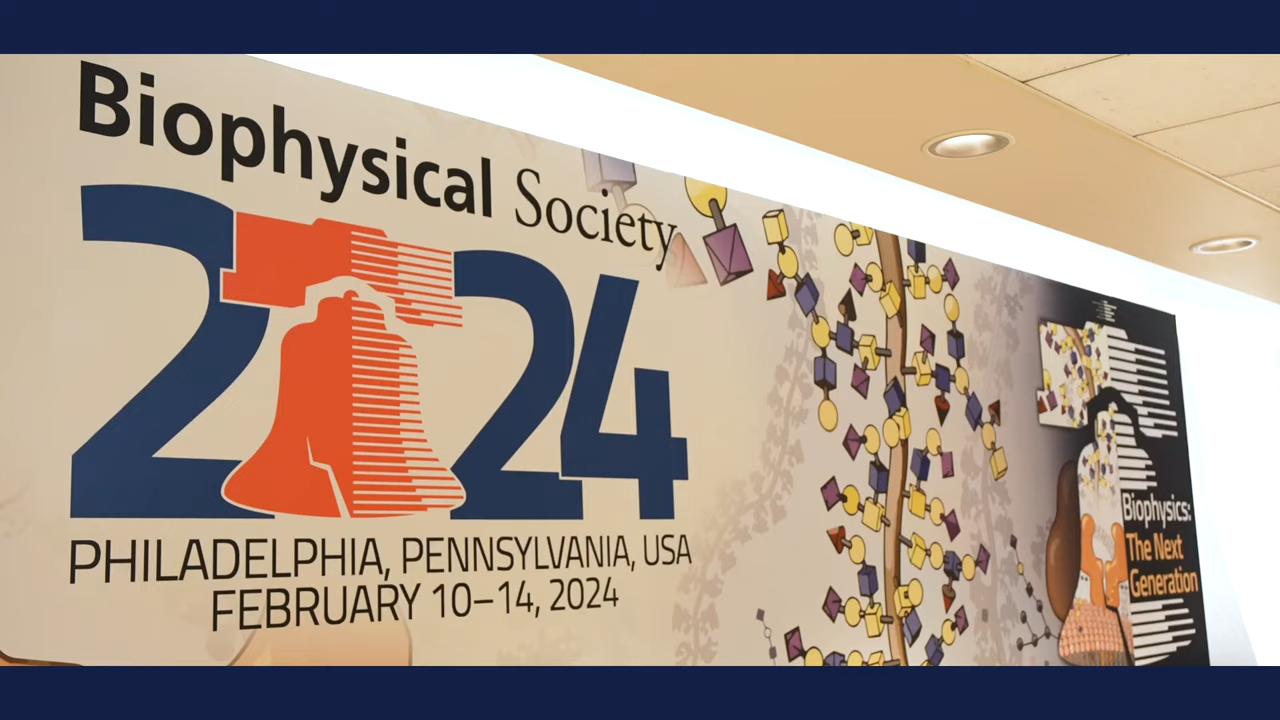 Biophysical Society
2024
PHILADELPHIA, PENNSYLVANIA, USA
FEBRUARY 10–14, 2024
Biophysics:
The Next
Generation